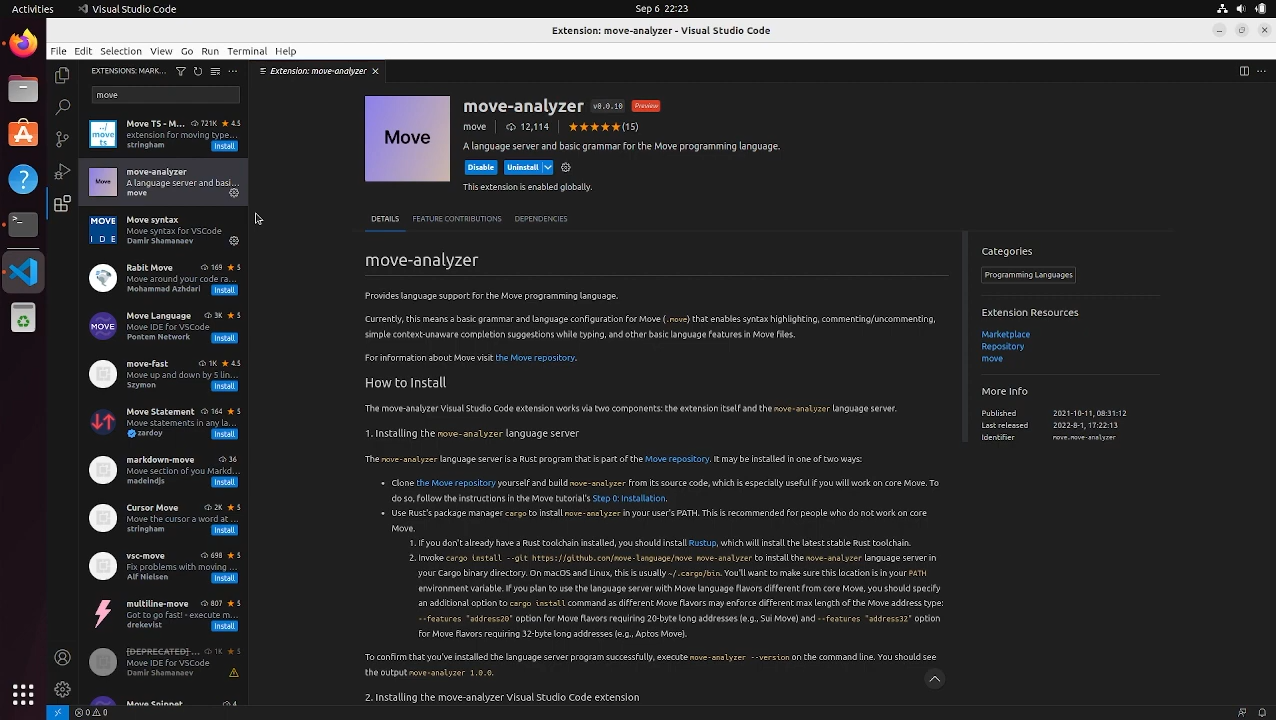 Activities Visual Studio Code Sep 6 22:23
Extension: move-analyzer - Visual Studio Code
File Edit Selection View Go Run Terminal Help
EXTENSIONS: MARK... Extension: move-analyzer
move
Move TS - M... 721K 4.5
extension for moving type...
stringham Install
move-analyzer
A language server and basi...
move
Move syntax
Move syntax for VSCode
Damir Shamanaev
Rabit Move 169 5
Move around your code ra...
Mohammad Azhdari Install
Move Language 3K 5
Move IDE for VSCode
Pontem Network Install
move-fast 1K 4.5
Move up and down by 5 lin...
Szymon Install
Move Statement 164 5
Move statements in any la...
zardoy Install
markdown-move 36
Move section of you Markd...
madeindjs Install
Cursor Move 2K 5
Move the cursor a word at ...
stringham Install
vsc-move 698 5
Fix problems with moving ...
Alf Nielsen Install
multiline-move 807 5
Got to go fast! - execute m...
drekevist Install
[DEPRECATED] ... 1K 5
Move IDE for VSCode
Damir Shamanaev
Move Snippet 4
../
move
ts
Move
MOVE
IDE
MOVE
Move
move-analyzer v0.0.10 Preview
move 12,114 (15)
A language server and basic grammar for the Move programming language.
Disable Uninstall
This extension is enabled globally.
DETAILS FEATURE CONTRIBUTIONS DEPENDENCIES
move-analyzer
Provides language support for the Move programming language.
Currently, this means a basic grammar and language configuration for Move (.move) that enables syntax highlighting, commenting/uncommenting,
simple context-unaware completion suggestions while typing, and other basic language features in Move files.
For information about Move visit the Move repository.
How to Install
The move-analyzer Visual Studio Code extension works via two components: the extension itself and the move-analyzer language server.
1. Installing the move-analyzer language server
The move-analyzer language server is a Rust program that is part of the Move repository. It may be installed in one of two ways:
• Clone the Move repository yourself and build move-analyzer from its source code, which is especially useful if you will work on core Move. To
do so, follow the instructions in the Move tutorial's Step 0: Installation.
• Use Rust's package manager cargo to install move-analyzer in your user's PATH. This is recommended for people who do not work on core
Move.
1. If you don't already have a Rust toolchain installed, you should install Rustup, which will install the latest stable Rust toolchain.
2. Invoke cargo install --git https://github.com/move-language/move move-analyzer to install the move-analyzer language server in
your Cargo binary directory. On macOS and Linux, this is usually ~/.cargo/bin. You'll want to make sure this location is in your PATH
environment variable. If you plan to use the language server with Move language flavors different from core Move, you should specify
an additional option to cargo install command as different Move flavors may enforce different max length of the Move address type:
--features "address20" option for Move flavors requiring 20-byte long addresses (e.g., Sui Move) and --features "address32" option
for Move flavors requiring 32-byte long addresses (e.g., Aptos Move).
To confirm that you've installed the language server program successfully, execute move-analyzer --version on the command line. You should see
the output move-analyzer 1.0.0.
2. Installing the move-analyzer Visual Studio Code extension
Categories
Programming Languages
Extension Resources
Marketplace
Repository
move
More Info
Published 2021-10-11, 08:31:12
Last released 2022-8-1, 17:22:13
Identifier move.move-analyzer
0 0